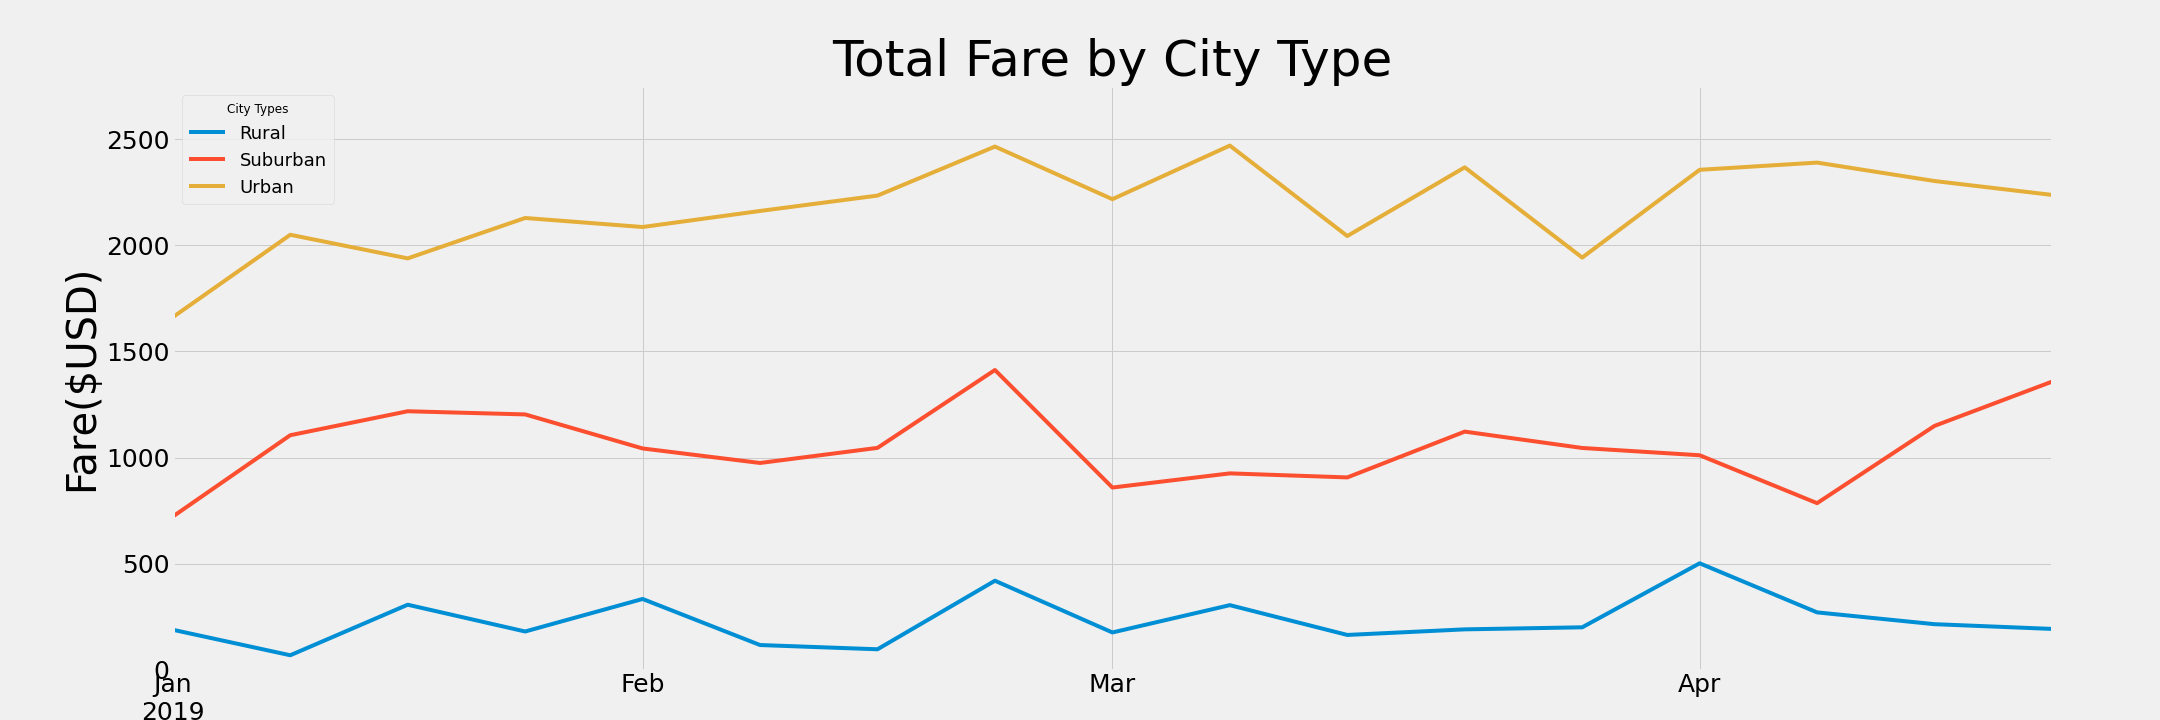 Total Fare by City Type
City Types
Rural
Suburban
Urban
Fare($USD)
2500
2000
1500
1000
500
0
Jan Feb Mar Apr
2019